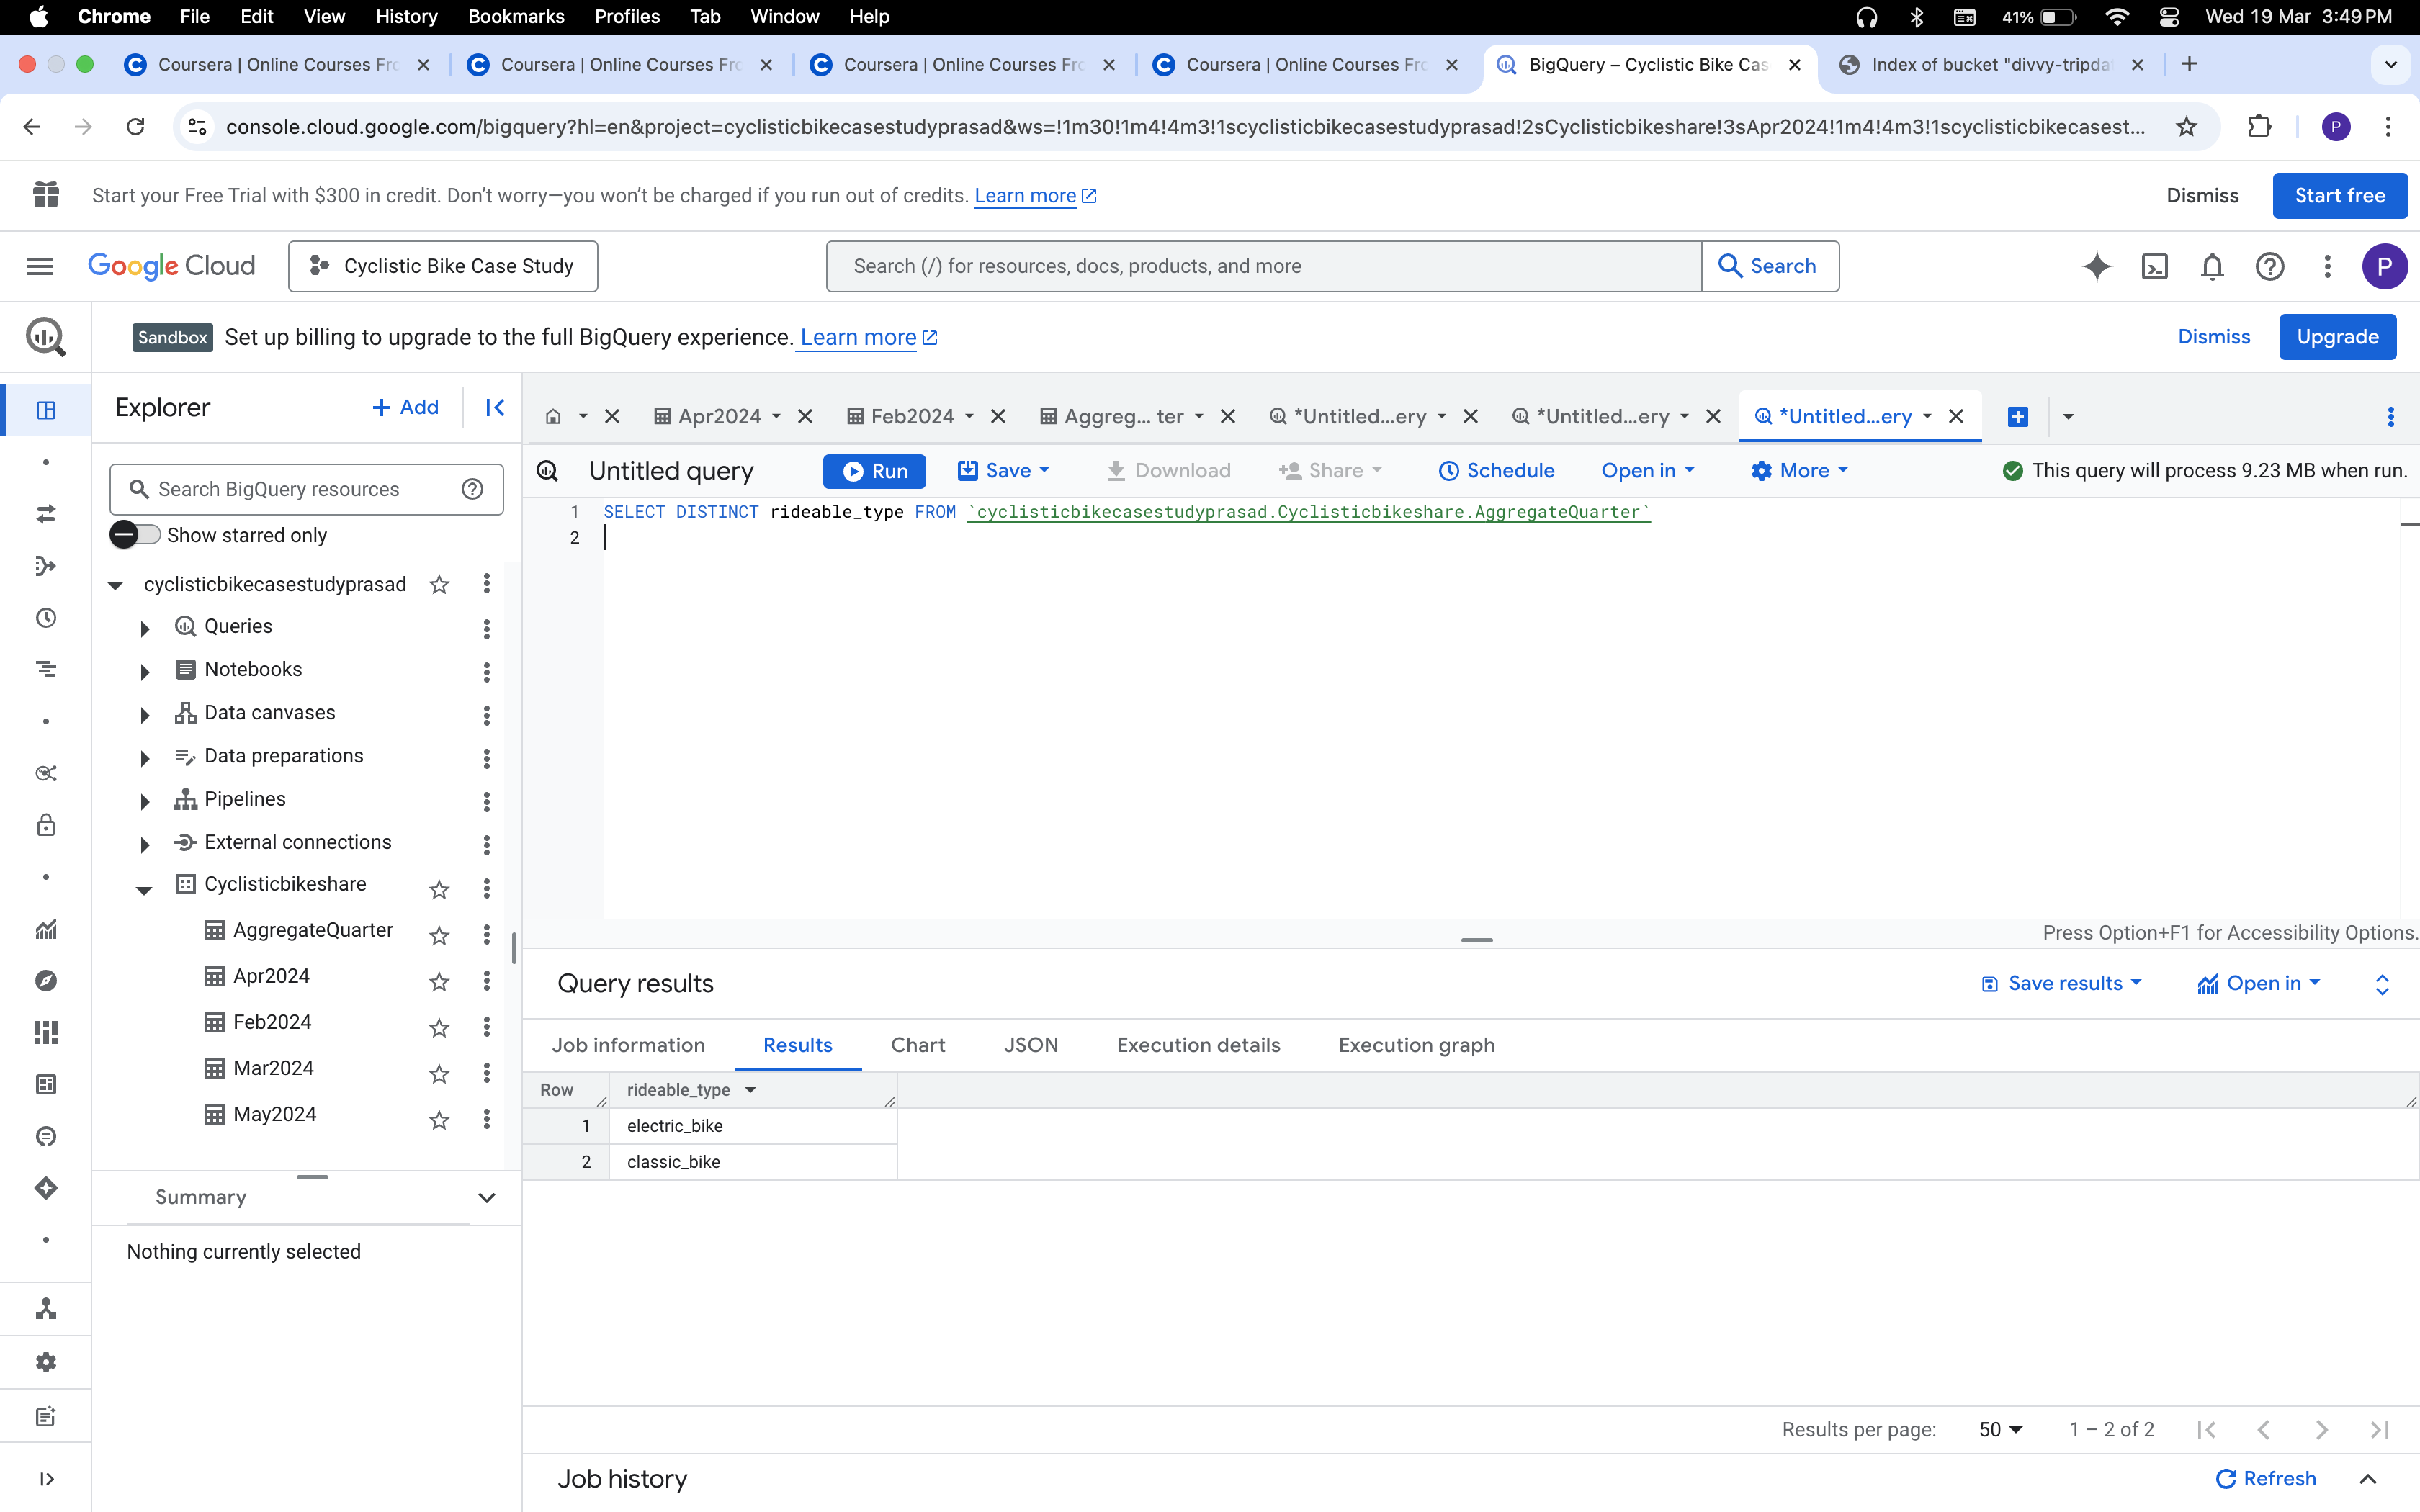 Chrome File Edit View History Bookmarks Profiles Tab Window Help 41% Wed 19 Mar 3:49 PM
Coursera | Online Courses Fro Coursera | Online Courses Fro Coursera | Online Courses Fro Coursera | Online Courses Fro BigQuery – Cyclistic Bike Cas Index of bucket "divvy-tripda
console.cloud.google.com/bigquery?hl=en&project=cyclisticbikecasestudyprasad&ws=!1m30!1m4!4m3!1scyclisticbikecasestudyprasad!2sCyclisticbikeshare!3sApr2024!1m4!4m3!1scyclisticbikecasest... P
Start your Free Trial with $300 in credit. Don't worry—you won't be charged if you run out of credits. Learn more Dismiss Start free
Google Cloud Cyclistic Bike Case Study Search (/) for resources, docs, products, and more Search P
Sandbox Set up billing to upgrade to the full BigQuery experience. Learn more Dismiss Upgrade
Explorer + Add
Apr2024 Feb2024 Aggreg... ter *Untitled...ery *Untitled...ery *Untitled...ery
Untitled query Run Save Download Share Schedule Open in More This query will process 9.23 MB when run.
Search BigQuery resources
Show starred only
1 SELECT DISTINCT rideable_type FROM `cyclisticbikecasestudyprasad.Cyclisticbikeshare.AggregateQuarter`
2
cyclisticbikecasestudyprasad
Queries
Notebooks
Data canvases
Data preparations
Pipelines
External connections
Cyclisticbikeshare
AggregateQuarter
Apr2024
Feb2024
Mar2024
May2024
Summary
Nothing currently selected
Press Option+F1 for Accessibility Options.
Query results Save results Open in
Job information Results Chart JSON Execution details Execution graph
Row rideable_type
1 electric_bike
2 classic_bike
Results per page: 50 1 – 2 of 2
Job history Refresh